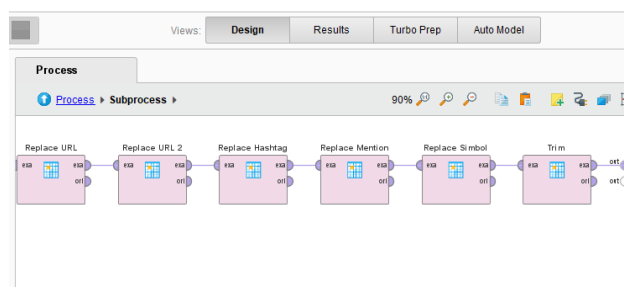 Views: Design Results Turbo Prep Auto Model
Process
Process Subprocess 90%
Replace URL Replace URL 2 Replace Hashtag Replace Mention Replace Simbol Trim
exa exa exa exa exa exa exa exa exa exa exa exa out
ori ori ori ori ori ori out